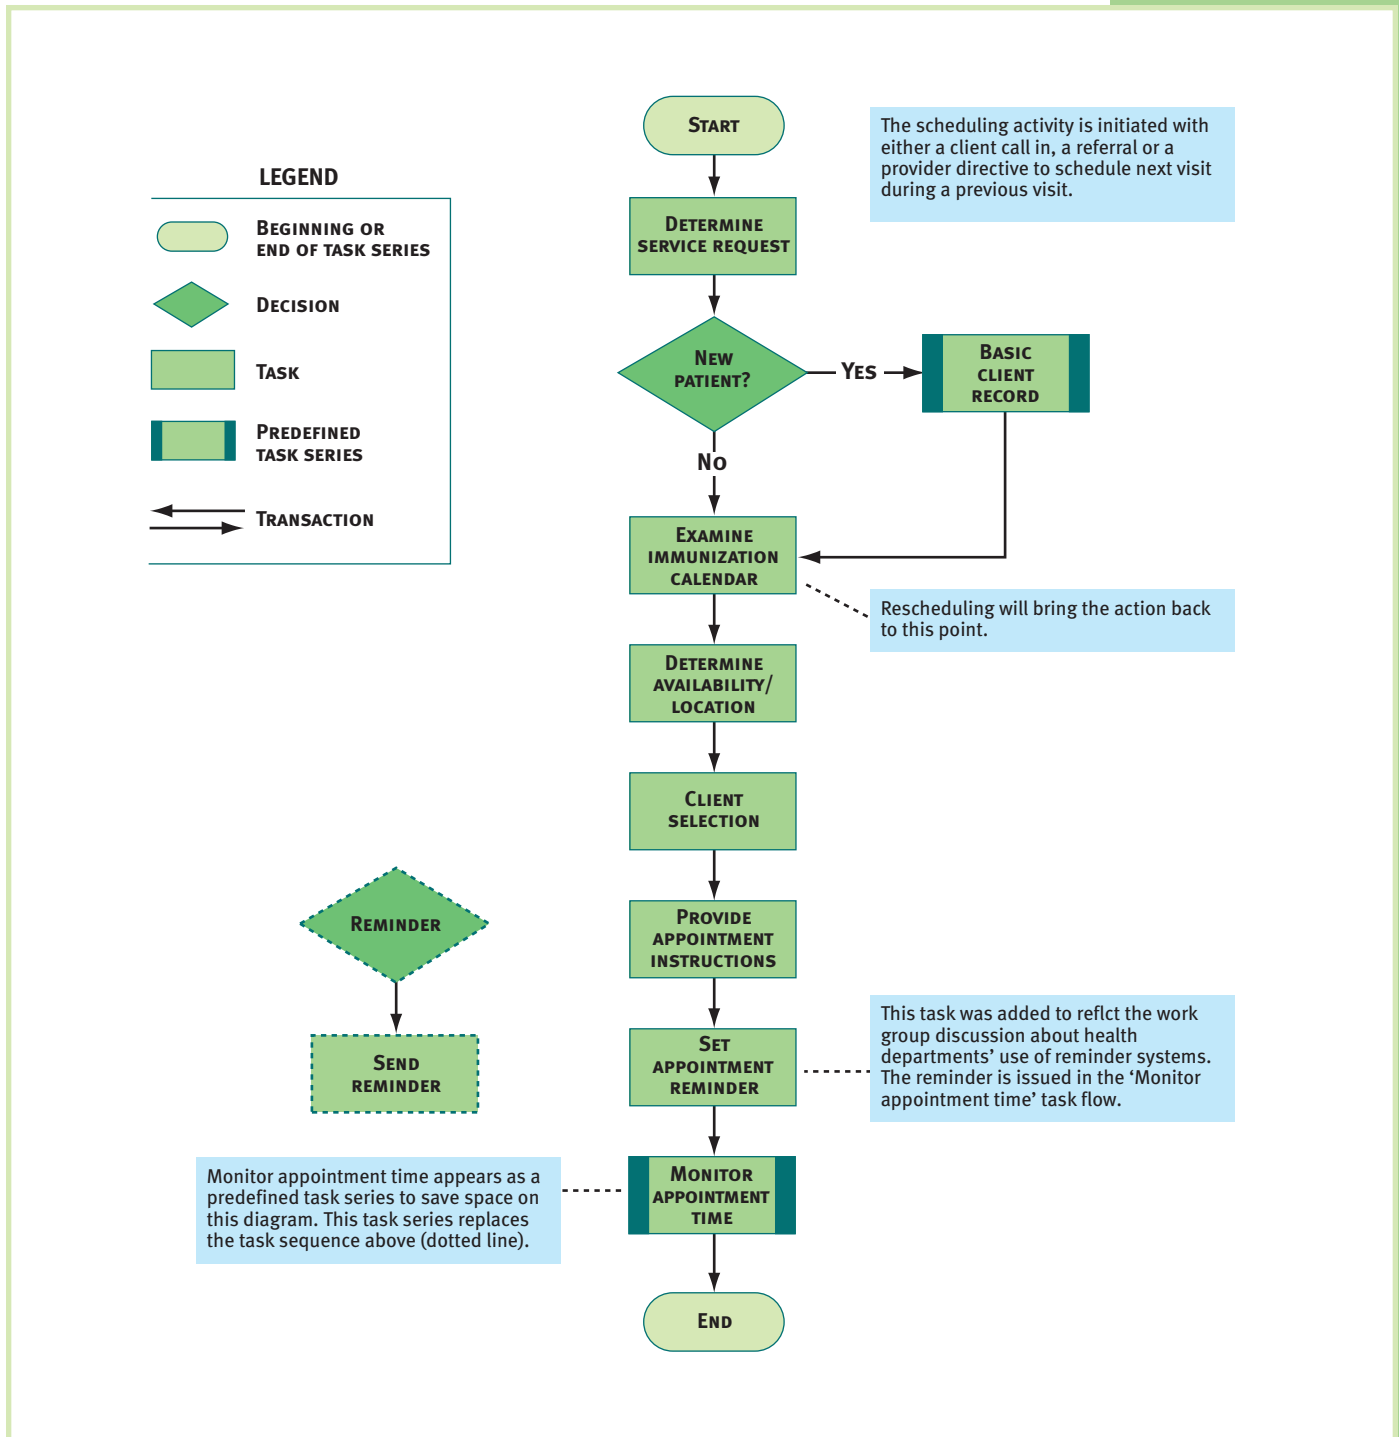 START
The scheduling activity is initiated with
either a client call in, a referral or a
provider directive to schedule next visit
during a previous visit.
LEGEND
BEGINNING OR
END OF TASK SERIES
DECISION
TASK
PREDEFINED
TASK SERIES
TRANSACTION
DETERMINE
SERVICE REQUEST
NEW
PATIENT?
YES
BASIC
CLIENT
RECORD
NO
EXAMINE
IMMUNIZATION
CALENDAR
Rescheduling will bring the action back
to this point.
DETERMINE
AVAILABILITY/
LOCATION
CLIENT
SELECTION
REMINDER
PROVIDE
APPOINTMENT
INSTRUCTIONS
SEND
REMINDER
SET
APPOINTMENT
REMINDER
This task was added to reflct the work
group discussion about health
departments’ use of reminder systems.
The reminder is issued in the ‘Monitor
appointment time’ task flow.
Monitor appointment time appears as a
predefined task series to save space on
this diagram. This task series replaces
the task sequence above (dotted line).
MONITOR
APPOINTMENT
TIME
END